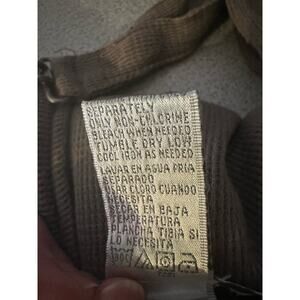 SEPARATELY
ONLY NON-CHLORINE
BLEACH WHEN NEEDED
TUMBLE DRY LOW
COOL IRON AS NEEDED
LAVAR EN AGUA FRIA
SEPARADO
USAR CLORO CUANDO
NECESITA
SECAR EN BAJA
TEMPERATURA
PLANCHA TIBIA SI
LO NECESITA